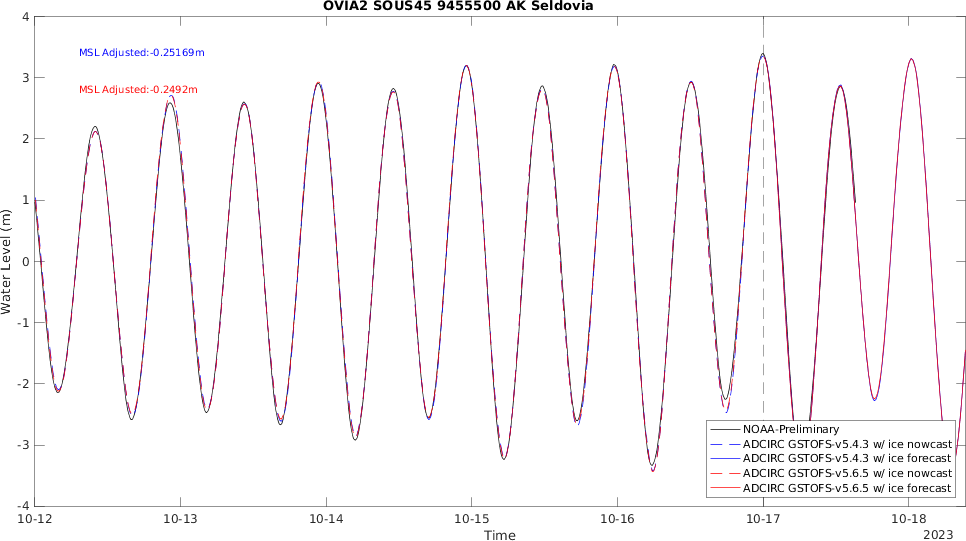 OVIA2 SOUS45 9455500 AK Seldovia
4
MSL Adjusted:-0.25169m
3
MSL Adjusted:-0.2492m
2
1
0
-1
-2
-3
-4
Water Level (m)
NOAA-Preliminary
ADCIRC GSTOFS-v5.4.3 w/ ice nowcast
ADCIRC GSTOFS-v5.4.3 w/ ice forecast
ADCIRC GSTOFS-v5.6.5 w/ ice nowcast
ADCIRC GSTOFS-v5.6.5 w/ ice forecast
10-12 10-13 10-14 10-15 10-16 10-17 10-18
Time
2023